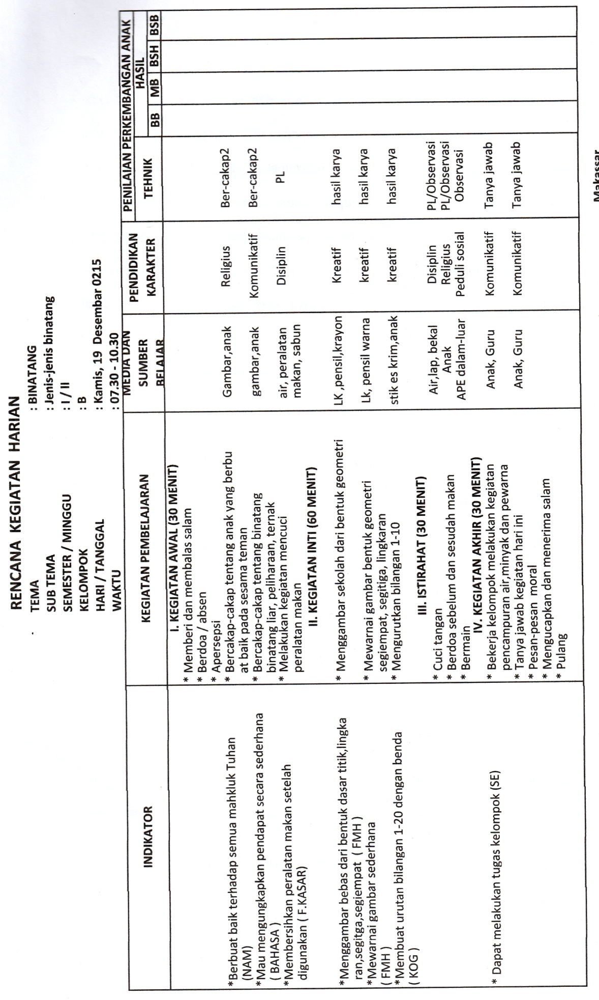 RENCANA KEGIATAN HARIAN
TEMA : BINATANG
SUB TEMA : Jenis-jenis binatang
SEMESTER / MINGGU : I / II
KELOMPOK : B
HARI / TANGGAL : Kamis, 19 Desembar 0215
WAKTU : 07.30 - 10.30
INDIKATOR
KEGIATAN PEMBELAJARAN
MEDIA DAN
SUMBER
BELAJAR
PENDIDIKAN
KARAKTER
PENILAIAN PERKEMBANGAN ANAK
TEHNIK
HASIL
BB MB BSH BSB
I. KEGIATAN AWAL (30 MENIT)
* Memberi dan membalas salam
* Berdoa / absen
* Apersepsi
*Berbuat baik terhadap semua mahkluk Tuhan
(NAM)
* Bercakap-cakap tentang anak yang berbu
at baik pada sesama teman
Gambar,anak
Religius
Ber-cakap2
*Mau mengungkapkan pendapat secara sederhana
( BAHASA )
* Bercakap-cakap tentang binatang
binatang liar, peliharaan, ternak
gambar,anak
Komunikatif
Ber-cakap2
*Membersihkan peralatan makan setelah
digunakan ( F.KASAR)
* Melakukan kegiatan mencuci
peralatan makan
air, peralatan
makan, sabun
Disiplin
PL
II. KEGIATAN INTI (60 MENIT)
*Menggambar bebas dari bentuk dasar titik,lingka
ran,segitga,segiempat ( FMH )
* Menggambar sekolah dari bentuk geometri
LK ,pensil,krayon
Kreatif
hasil karya
*Mewarnai gambar sederhana
( FMH )
* Mewarnai gambar bentuk geometri
segiempat, segitiga, lingkaran
Lk, pensil warna
kreatif
hasil karya
*Membuat urutan bilangan 1-20 dengan benda
( KOG )
* Mengurutkan bilangan 1-10
stik es krim,anak
kreatif
hasil karya
III. ISTIRAHAT (30 MENIT)
* Cuci tangan
Air,lap, bekal
Disiplin
PL/Observasi
* Berdoa sebelum dan sesudah makan
Anak
Religius
PL/Observasi
* Bermain
APE dalam-luar
Peduli sosial
Observasi
IV. KEGIATAN AKHIR (30 MENIT)
* Dapat melakukan tugas kelompok (SE)
* Bekerja kelompok melakukan kegiatan
pencampuran air,minyak dan pewarna
Anak, Guru
Komunikatif
Tanya jawab
* Tanya jawab kegiatan hari ini
Anak, Guru
Komunikatif
Tanya jawab
* Pesan-pesan moral
* Mengucapkan dan menerima salam
* Pulang
Makassar